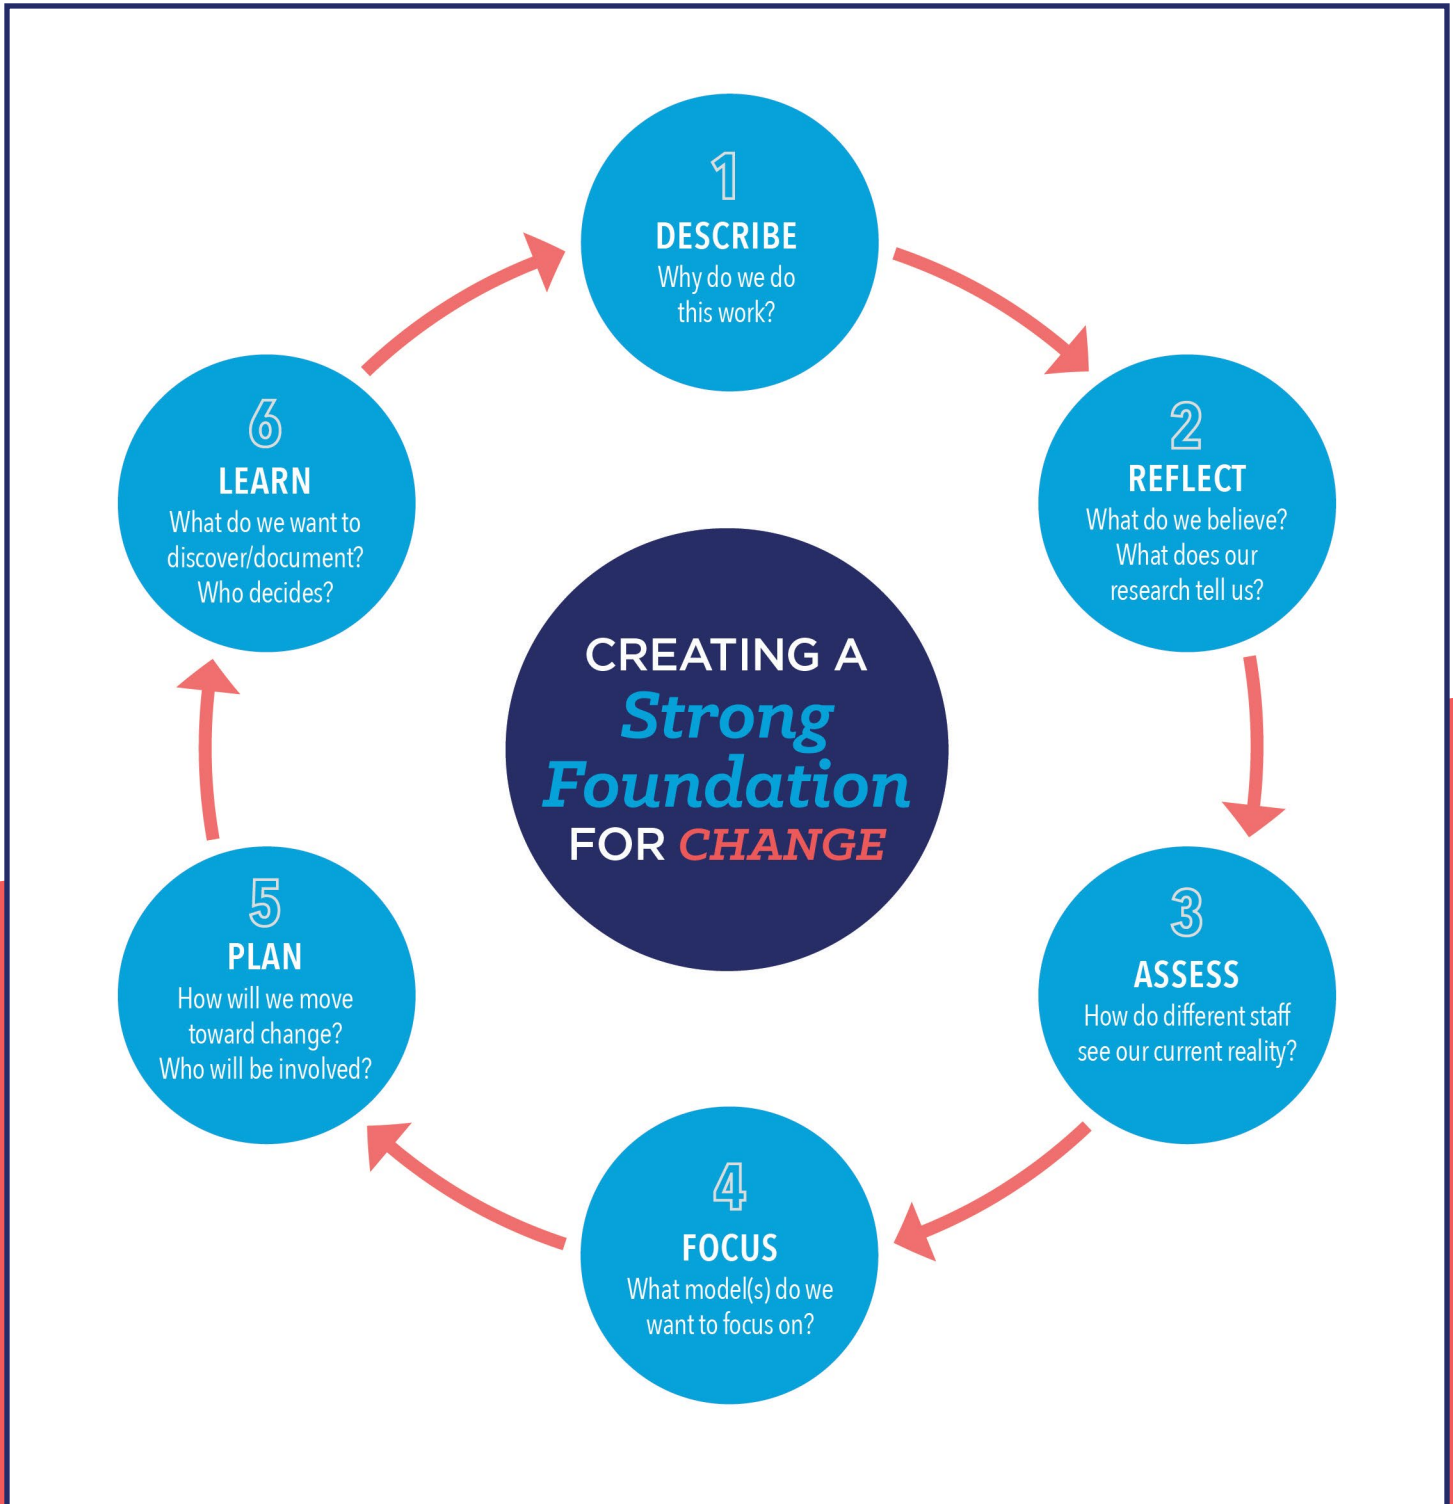 1
DESCRIBE
Why do we do
this work?
2
REFLECT
What do we believe?
What does our
research tell us?
3
ASSESS
How do different staff
see our current reality?
4
FOCUS
What model(s) do we
want to focus on?
5
PLAN
How will we move
toward change?
Who will be involved?
6
LEARN
What do we want to
discover/document?
Who decides?
CREATING A
Strong
Foundation
FOR CHANGE